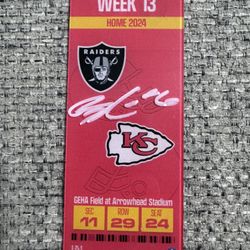 WEEK 13
HOME 2024
RAIDERS
KC
GEHA Field at Arrowhead Stadium
SEC ROW SEAT
11 29 24